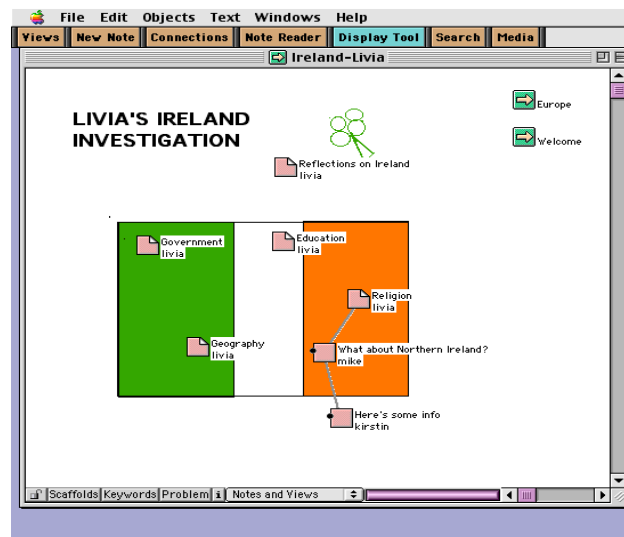 File Edit Objects Text Windows Help
Views New Note Connections Note Reader Display Tool Search Media
Ireland-Livia
LIVIA'S IRELAND
INVESTIGATION
Europe
Welcome
Reflections on Ireland
livia
Government
livia
Education
livia
Religion
livia
Geography
livia
What about Northern Ireland?
mike
Here's some info
kirstin
Scaffolds Keywords Problem i Notes and Views